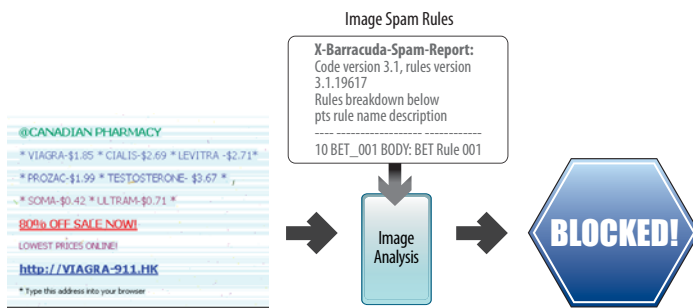 Image Spam Rules
X-Barracuda-Spam-Report:
Code version 3.1, rules version
3.1.19617
Rules breakdown below
pts rule name description
---- ------------------ ------------
10 BET_001 BODY: BET Rule 001
@CANADIAN PHARMACY
* VIAGRA-$1.85 * CIALIS-$2.69 * LEVITRA -$2.71*
* PROZAC-$1.99 * TESTOSTERONE- $3.67 *
* SOMA-$0.42 * ULTRAM-$0.71 *
80% OFF SALE NOW!
LOWEST PRICES ONLINE!
http://VIAGRA-911.HK
* Type this address into your browser
Image
Analysis
BLOCKED!